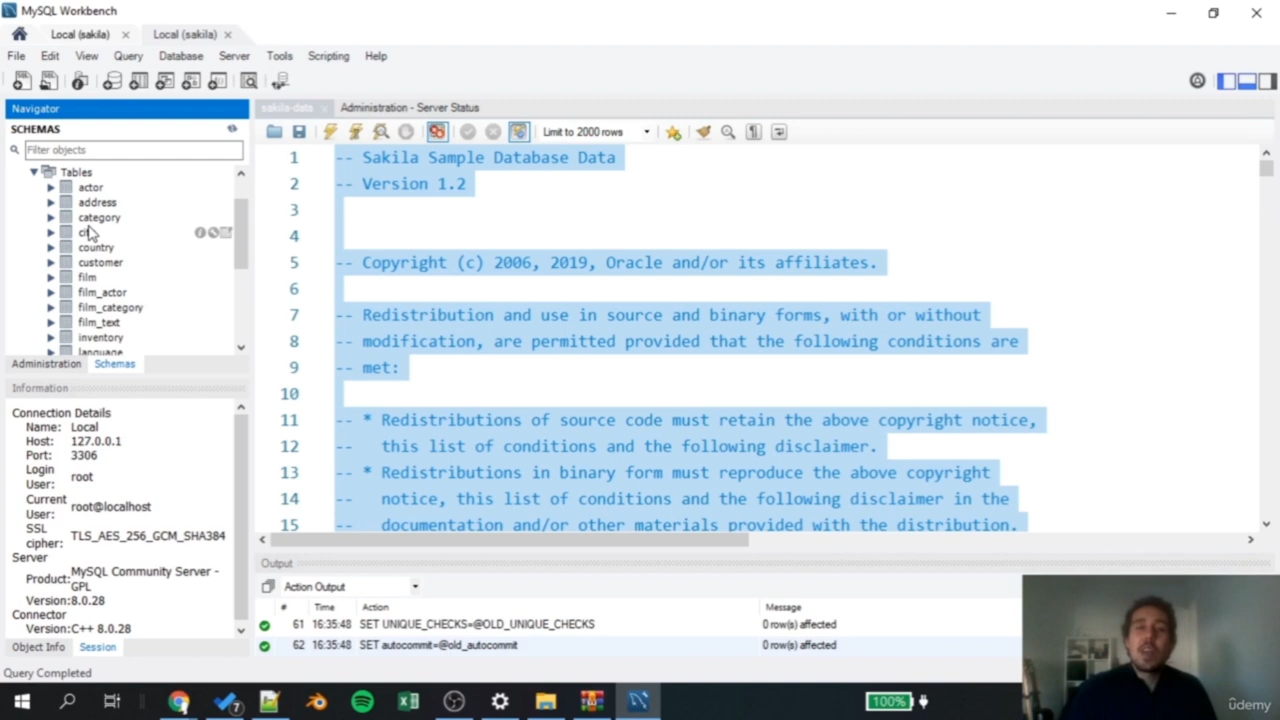 MySQL Workbench
Local (sakila) × Local (sakila) ×
File Edit View Query Database Server Tools Scripting Help
Navigator
sakila-data × Administration - Server Status
SCHEMAS
Filter objects
Limit to 2000 rows
Tables
actor
address
category
country
customer
film
film_actor
film_category
film_text
inventory
language
Administration Schemas
Information
Connection Details
Name: Local
Host: 127.0.0.1
Port: 3306
Login
User: root
Current
User: root@localhost
SSL
cipher: TLS_AES_256_GCM_SHA384
Server
Product: MySQL Community Server -
GPL
Version: 8.0.28
Connector
Version: C++ 8.0.28
Object Info Session
Query Completed
1 -- Sakila Sample Database Data
2 -- Version 1.2
3
4
5 -- Copyright (c) 2006, 2019, Oracle and/or its affiliates.
6
7 -- Redistribution and use in source and binary forms, with or without
8 -- modification, are permitted provided that the following conditions are
9 -- met:
10
11 -- * Redistributions of source code must retain the above copyright notice,
12 -- this list of conditions and the following disclaimer.
13 -- * Redistributions in binary form must reproduce the above copyright
14 -- notice, this list of conditions and the following disclaimer in the
15 -- documentation and/or other materials provided with the distribution.
Output
Action Output
# Time Action Message
61 16:35:48 SET UNIQUE_CHECKS=@OLD_UNIQUE_CHECKS 0 row(s) affected
62 16:35:48 SET autocommit=@old_autocommit 0 row(s) affected
7
100%
ûdemy